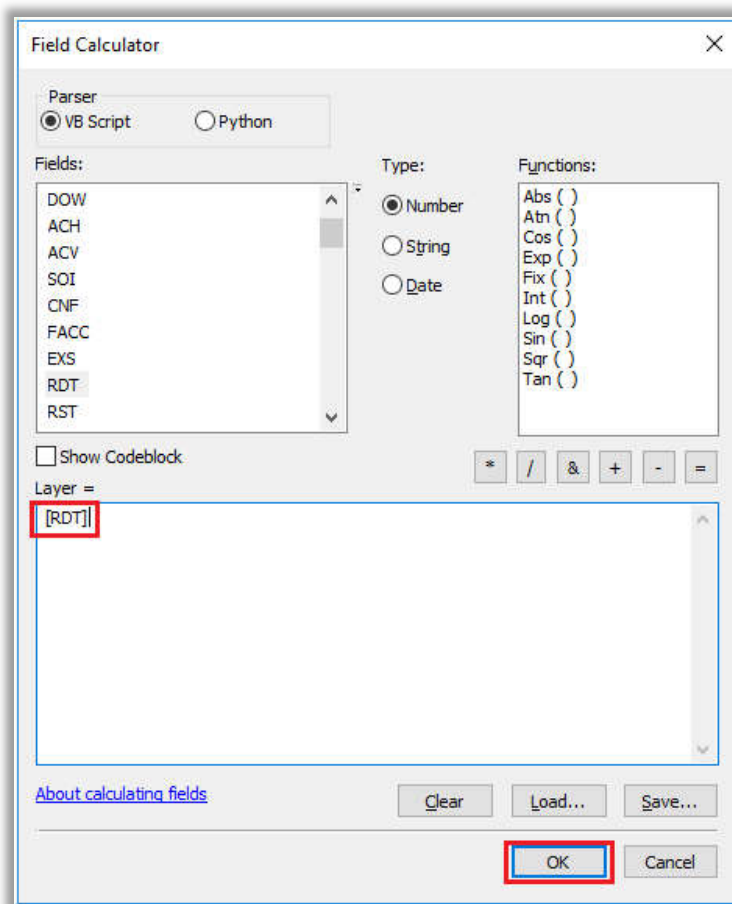 Field Calculator
Parser
VB Script
Python
Fields:
DOW
ACH
ACV
SOI
CNF
FACC
EXS
RDT
RST
Type:
Number
String
Date
Functions:
Abs ( )
Atn ( )
Cos ( )
Exp ( )
Fix ( )
Int ( )
Log ( )
Sin ( )
Sqr ( )
Tan ( )
Show Codeblock
* / & + - =
Layer =
[RDT]
About calculating fields
Clear
Load...
Save...
OK
Cancel